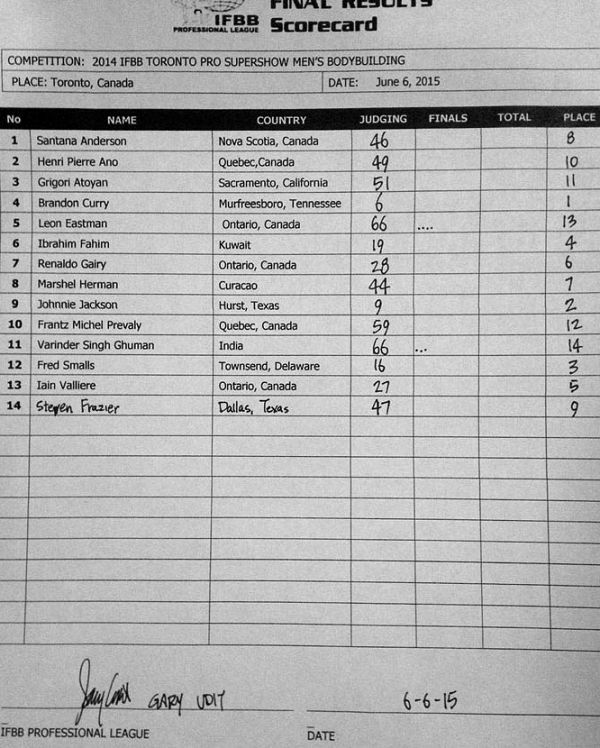 FINAL RESULTS
IFBB
PROFESSIONAL LEAGUE
Scorecard
COMPETITION: 2014 IFBB TORONTO PRO SUPERSHOW MEN'S BODYBUILDING
PLACE: Toronto, Canada DATE: June 6, 2015
No NAME COUNTRY JUDGING FINALS TOTAL PLACE
1 Santana Anderson Nova Scotia, Canada 46 8
2 Henri Pierre Ano Quebec,Canada 49 10
3 Grigori Atoyan Sacramento, California 51 11
4 Brandon Curry Murfreesboro, Tennessee 6 1
5 Leon Eastman Ontario, Canada 66 .... 13
6 Ibrahim Fahim Kuwait 19 4
7 Renaldo Gairy Ontario, Canada 28 6
8 Marshel Herman Curacao 44 7
9 Johnnie Jackson Hurst, Texas 9 2
10 Frantz Michel Prevaly Quebec, Canada 59 12
11 Varinder Singh Ghuman India 66 ... 14
12 Fred Smalls Townsend, Delaware 16 3
13 Iain Valliere Ontario, Canada 27 5
14 Steven Frazier Dallas, Texas 47 9
GARY UDIT 6-6-15
IFBB PROFESSIONAL LEAGUE DATE